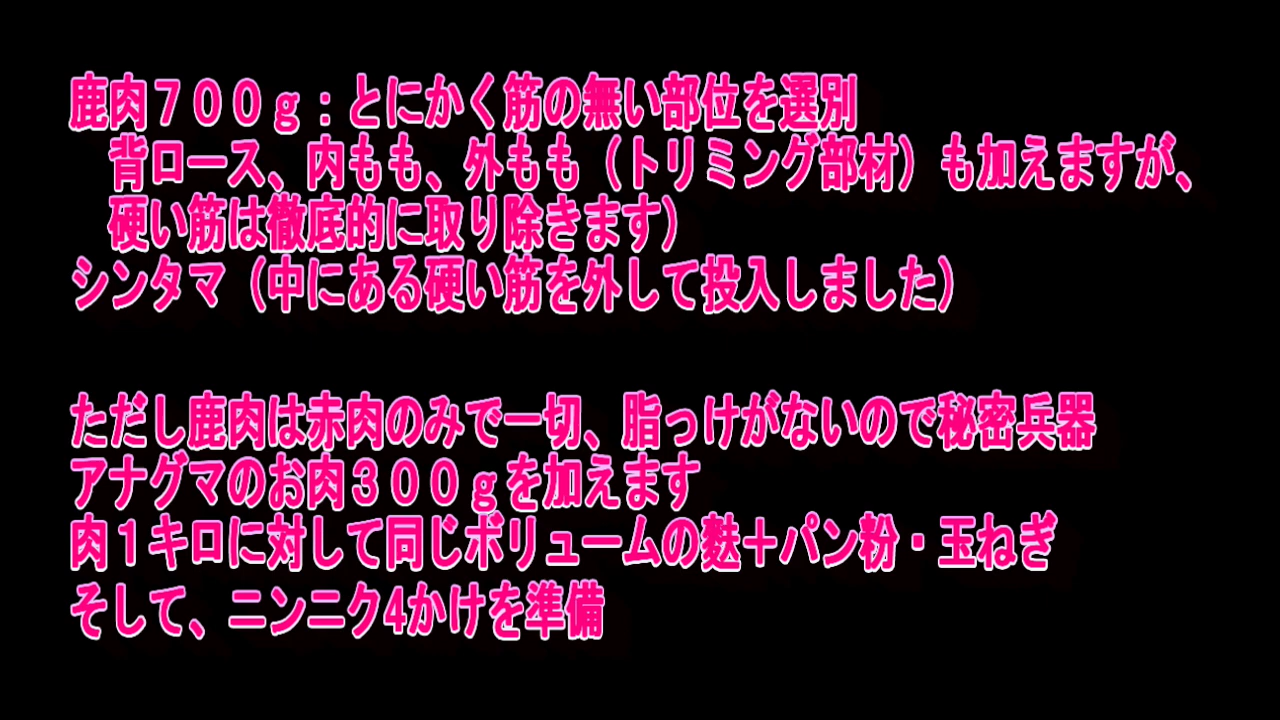 鹿肉７００ｇ：とにかく筋の無い部位を選別
背ロース、内もも、外もも（トリミング部材）も加えますが、
硬い筋は徹底的に取り除きます）
シンタマ（中にある硬い筋を外して投入しました）
ただし鹿肉は赤肉のみで一切、脂っけがないので秘密兵器
アナグマのお肉３００ｇを加えます
肉１キロに対して同じボリュームの麩＋パン粉・玉ねぎ
そして、ニンニク4かけを準備